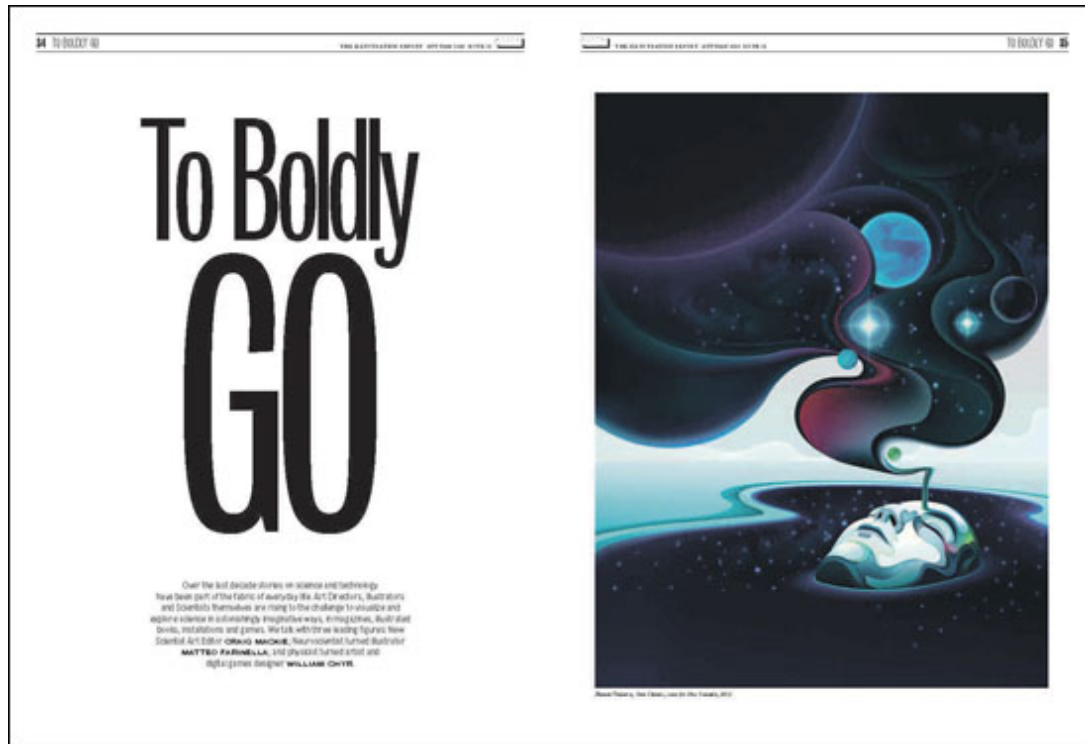 34 TO BOLDLY GO
TO BOLDLY GO 35
To Boldly
GO
Over the last decade stories on science and technology
have been part of the fabric of everyday life. Art Directors, Illustrators
and Scientists themselves are rising to the challenge to visualize and
explore science in astonishingly imaginative ways, in magazines, illustrated
books, installations and games. We talk with three leading figures: New
Scientist Art Editor CRAIG MACKIE, Neuroscientist turned illustrator
MATTEO FARINELLA, and physicist turned artist and
digital games designer WILLIAM CHYR.